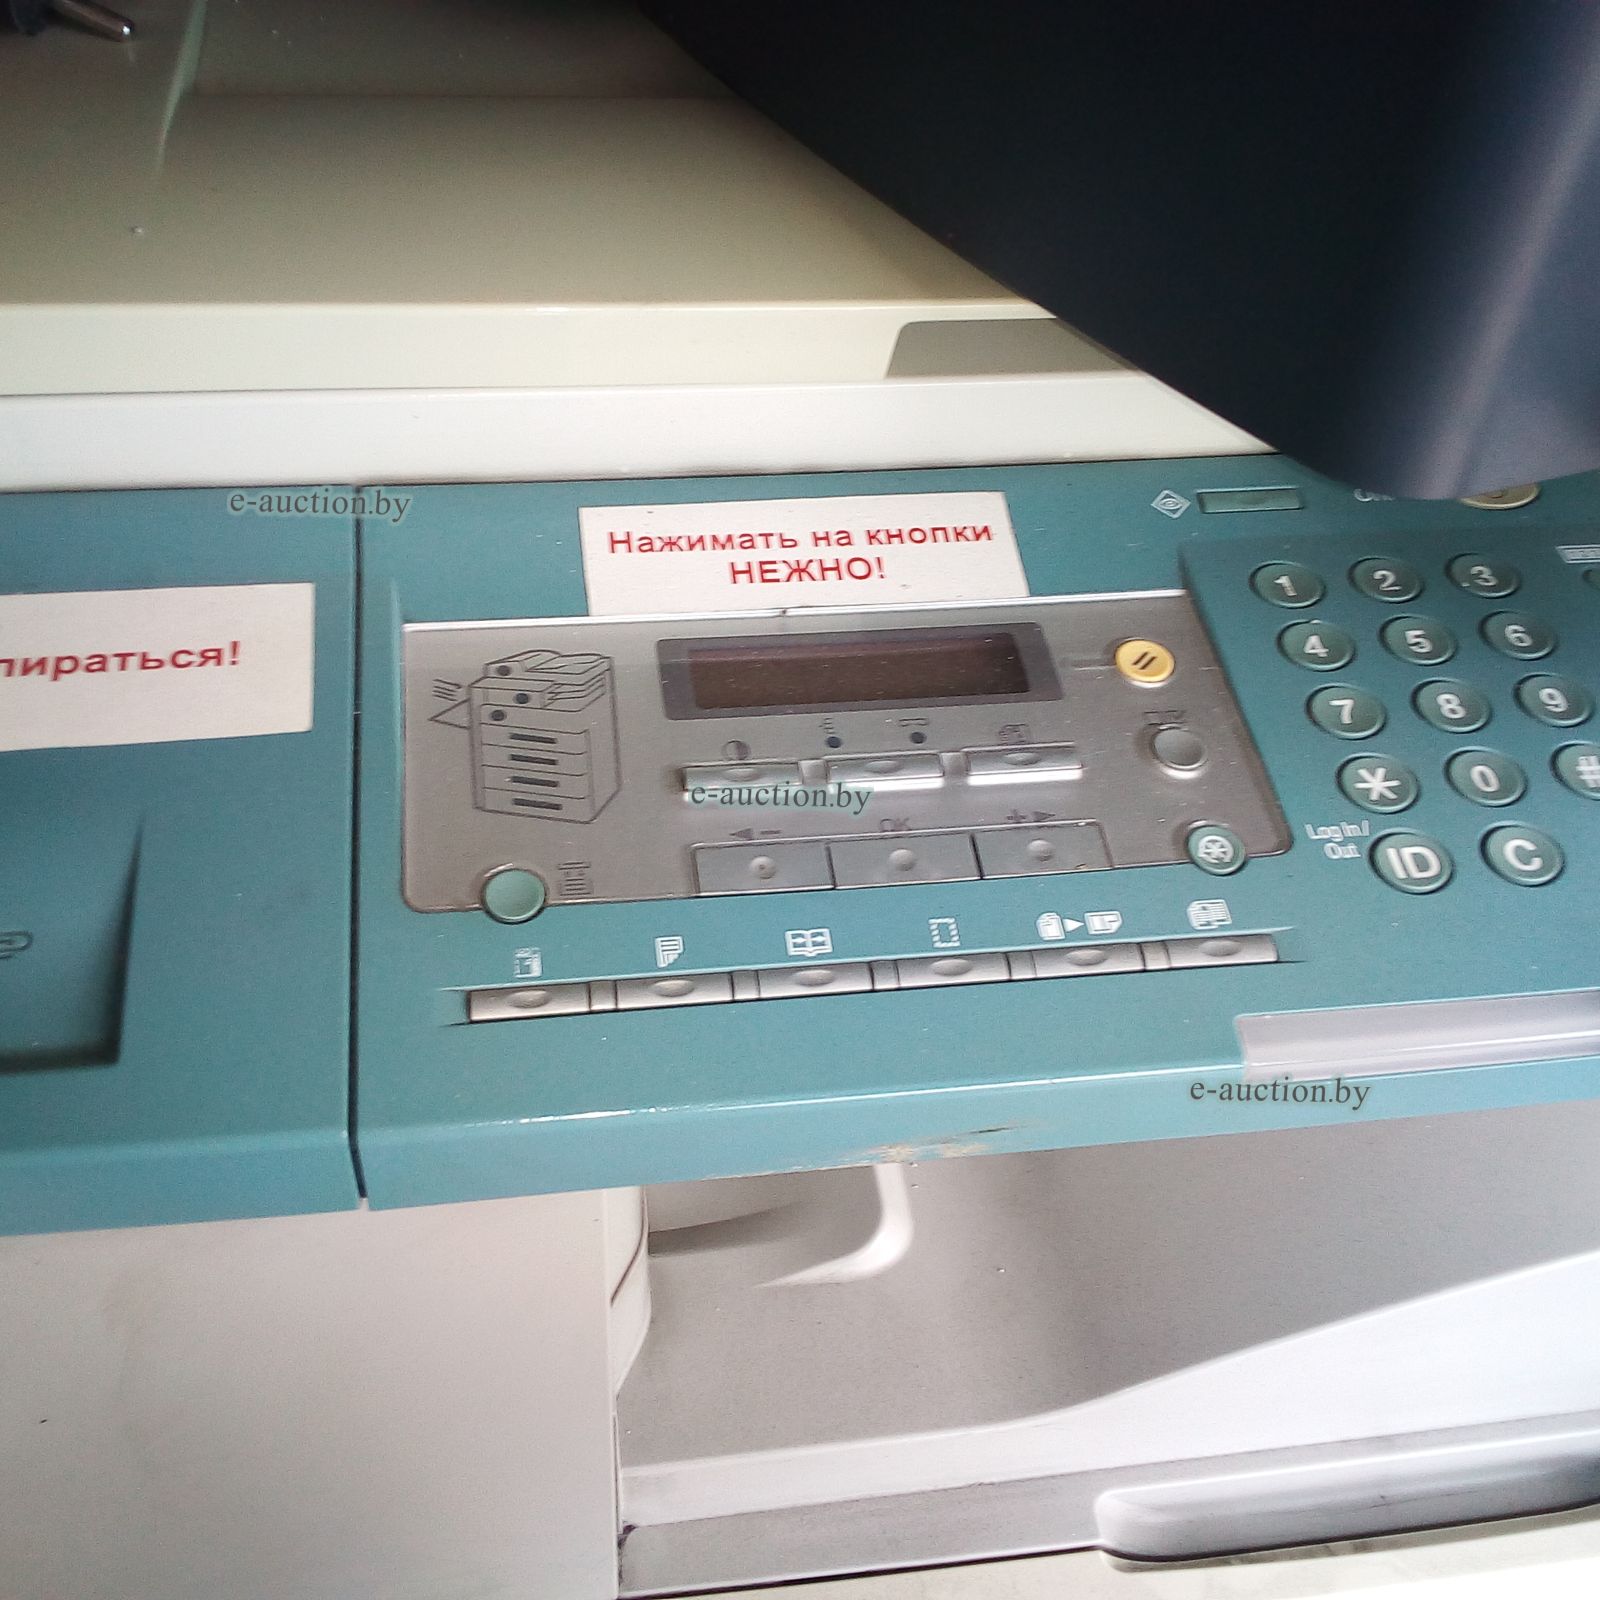 e-auction.by
Нажимать на кнопки
НЕЖНО!
пираться!
1 2 3
4 5 6
7 8 9
* 0 #
e-auction.by
OK
Log In/
Out
ID C
e-auction.by